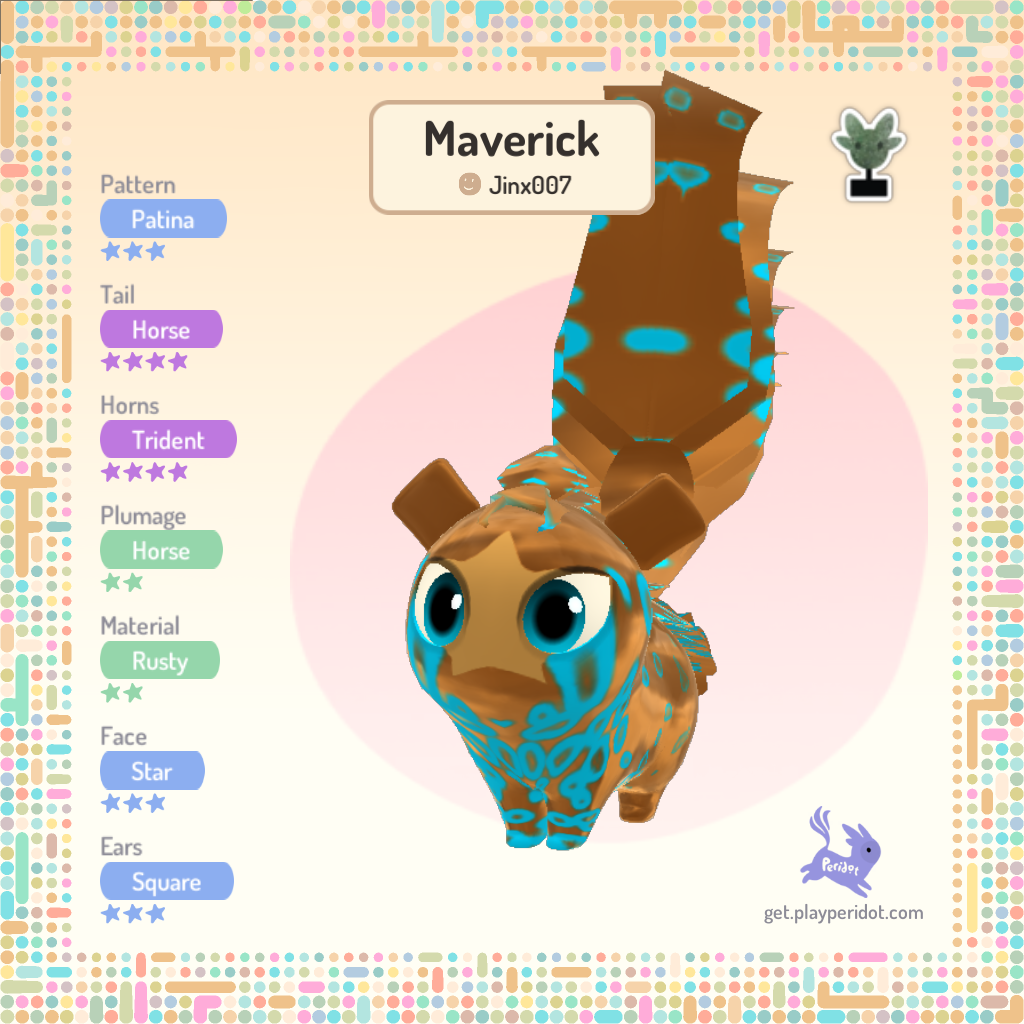 Maverick
Jinx007
Pattern
Patina
Tail
Horse
Horns
Trident
Plumage
Horse
Material
Rusty
Face
Star
Ears
Square
Peridot
get.playperidot.com